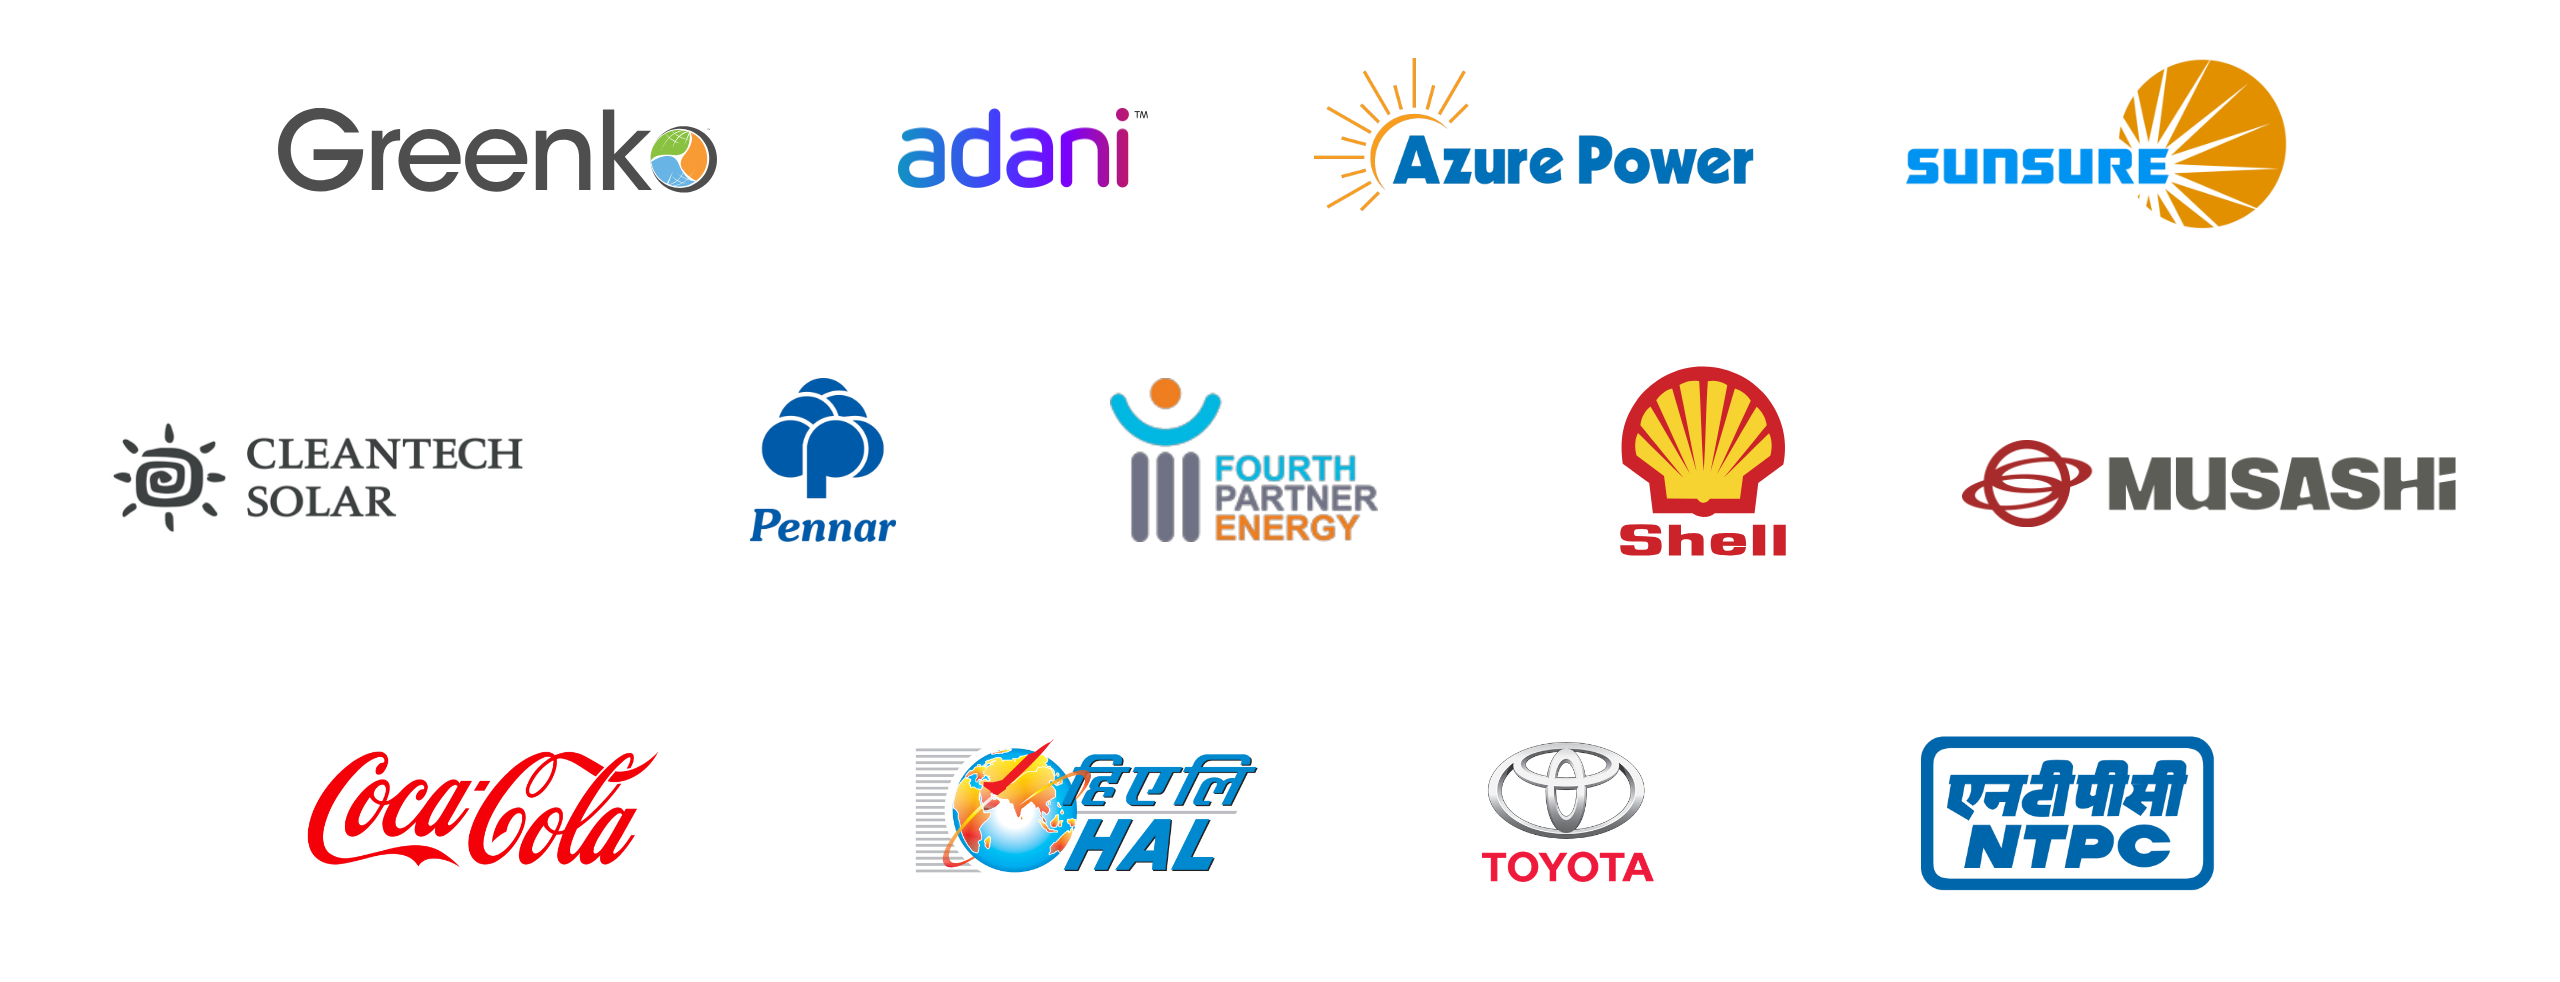 Greenko
adani™
Azure Power
SUNSURE
CLEANTECH
SOLAR
Pennar
FOURTH
PARTNER
ENERGY
Shell
MUSASHi
Coca-Cola
हिएलि
HAL
TOYOTA
एनटीपीसी
NTPC